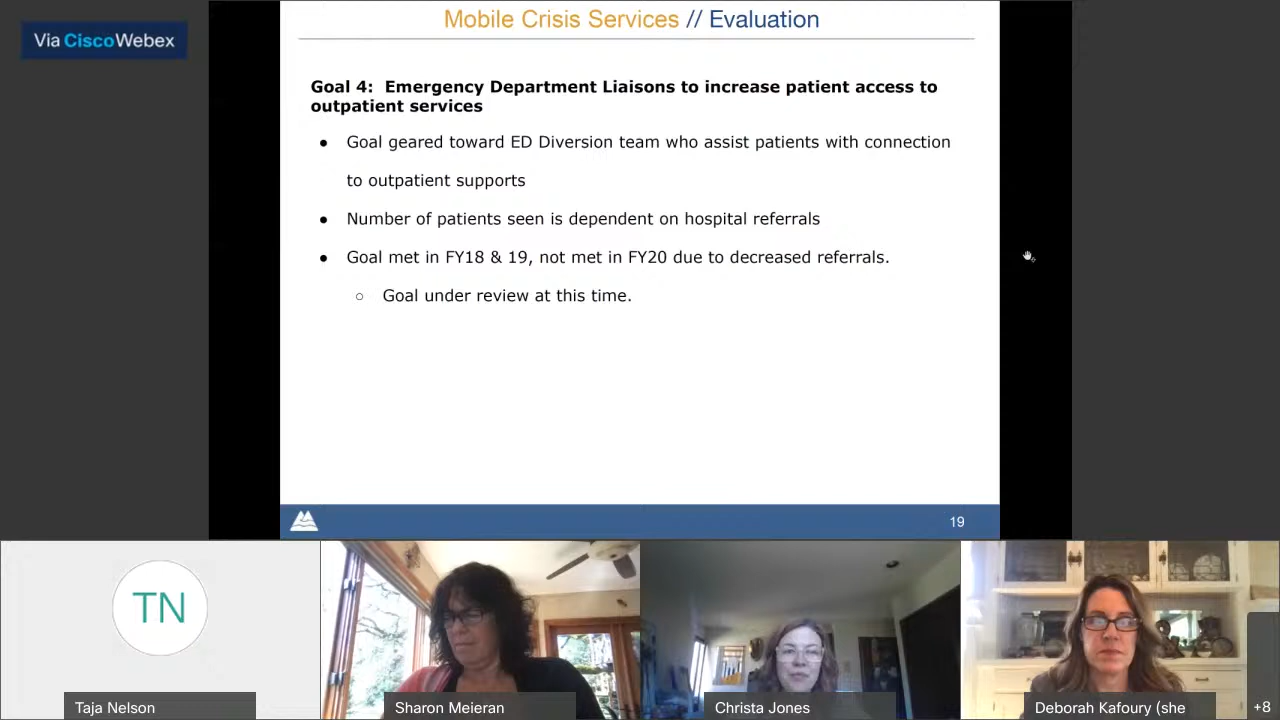 Via CiscoWebex
Mobile Crisis Services // Evaluation
Goal 4: Emergency Department Liaisons to increase patient access to
outpatient services
● Goal geared toward ED Diversion team who assist patients with connection
to outpatient supports
● Number of patients seen is dependent on hospital referrals
● Goal met in FY18 & 19, not met in FY20 due to decreased referrals.
○ Goal under review at this time.
19
TN
Taja Nelson
Sharon Meieran
Christa Jones
Deborah Kafoury (she
+8